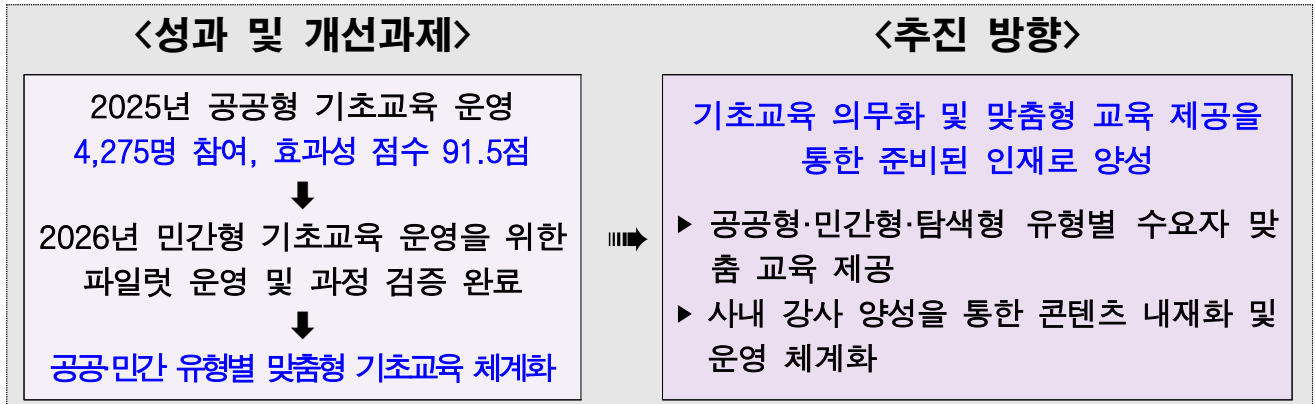 <성과 및 개선과제>
2025년 공공형 기초교육 운영
4,275명 참여, 효과성 점수 91.5점
⬇
2026년 민간형 기초교육 운영을 위한
파일럿 운영 및 과정 검증 완료
⬇
공공·민간 유형별 맞춤형 기초교육 체계화
<추진 방향>
기초교육 의무화 및 맞춤형 교육 제공을
통한 준비된 인재로 양성
▶ 공공형·민간형·탐색형 유형별 수요자 맞
춤 교육 제공
▶ 사내 강사 양성을 통한 콘텐츠 내재화 및
운영 체계화